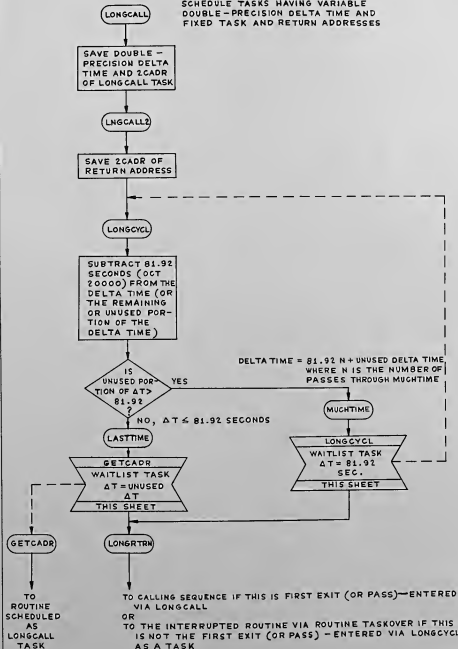 SCHEDULE TASKS HAVING VARIABLE
DOUBLE-PRECISION DELTA TIME AND
FIXED TASK AND RETURN ADDRESSES
LONGCALL
SAVE DOUBLE-
PRECISION DELTA
TIME AND 2CADR
OF LONGCALL TASK
LNGCALL2
SAVE 2CADR OF
RETURN ADDRESS
LONGCYCL
SUBTRACT 81.92
SECONDS (OCT
20000) FROM THE
DELTA TIME (OR
THE REMAINING
OR UNUSED POR-
TION OF THE
DELTA TIME)
DELTA TIME = 81.92 N + UNUSED DELTA TIME,
WHERE N IS THE NUMBER OF
PASSES THROUGH MUCHTIME
IS
UNUSED POR-
TION OF ΔT>
81.92
?
YES
MUCHTIME
NO, ΔT ≤ 81.92 SECONDS
LASTTIME
LONGCYCL
WAITLIST TASK
ΔT = 81.92
SEC.
THIS SHEET
GETCADR
WAITLIST TASK
ΔT = UNUSED
ΔT
THIS SHEET
GETCADR
LONGRTRN
TO
ROUTINE
SCHEDULED
AS
LONGCALL
TASK
TO CALLING SEQUENCE IF THIS IS FIRST EXIT (OR PASS)—ENTERED
VIA LONGCALL
OR
TO THE INTERRUPTED ROUTINE VIA ROUTINE TASKOVER IF THIS
IS NOT THE FIRST EXIT (OR PASS) - ENTERED VIA LONGCYCL
AS A TASK